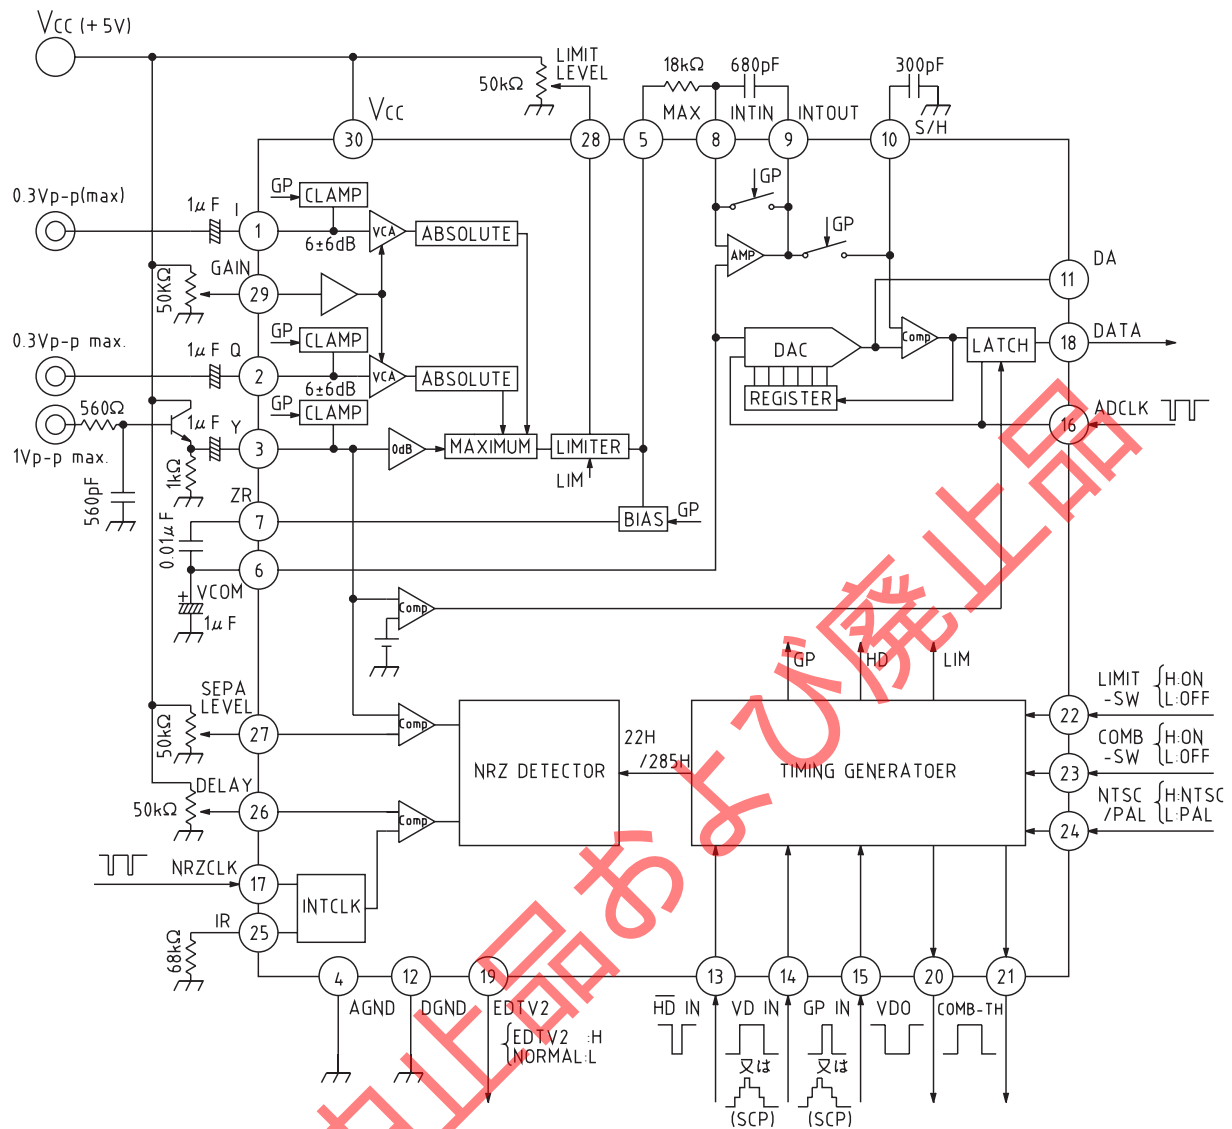 VCC (+5V)
LIMIT
LEVEL
50kΩ
18kΩ
680pF
300pF
VCC
MAX
INTIN
INTOUT
S/H
30
28
5
8
9
10
0.3Vp-p(max)
1μF
I
1
GP
CLAMP
6±6dB
VCA
ABSOLUTE
GP
GP
AMP
GAIN
50KΩ
29
DA
11
0.3Vp-p max.
1μF
Q
2
GP
CLAMP
6±6dB
VCA
ABSOLUTE
DAC
REGISTER
Comp
LATCH
18
DATA
560Ω
1Vp-p max.
1μF
Y
3
GP
CLAMP
0dB
MAXIMUM
LIMITER
LIM
16
ADCLK
1kΩ
560pF
ZR
7
BIAS
GP
0.01μF
6
VCOM
+
1μF
Comp
GP
HD
LIM
SEPA
LEVEL
50kΩ
27
Comp
NRZ DETECTOR
22H
/285H
TIMING GENERATOER
22
LIMIT
-SW
H:ON
L:OFF
23
COMB
-SW
H:ON
L:OFF
24
NTSC
/PAL
H:NTSC
L:PAL
DELAY
50kΩ
26
Comp
NRZCLK
17
INTCLK
IR
25
68kΩ
4
12
19
13
14
15
20
21
AGND
DGND
EDTV2
HD IN
VD IN
GP IN
VDO
COMB-TH
EDTV2 :H
NORMAL:L
又は
又は
(SCP)
(SCP)
止品および廃止品